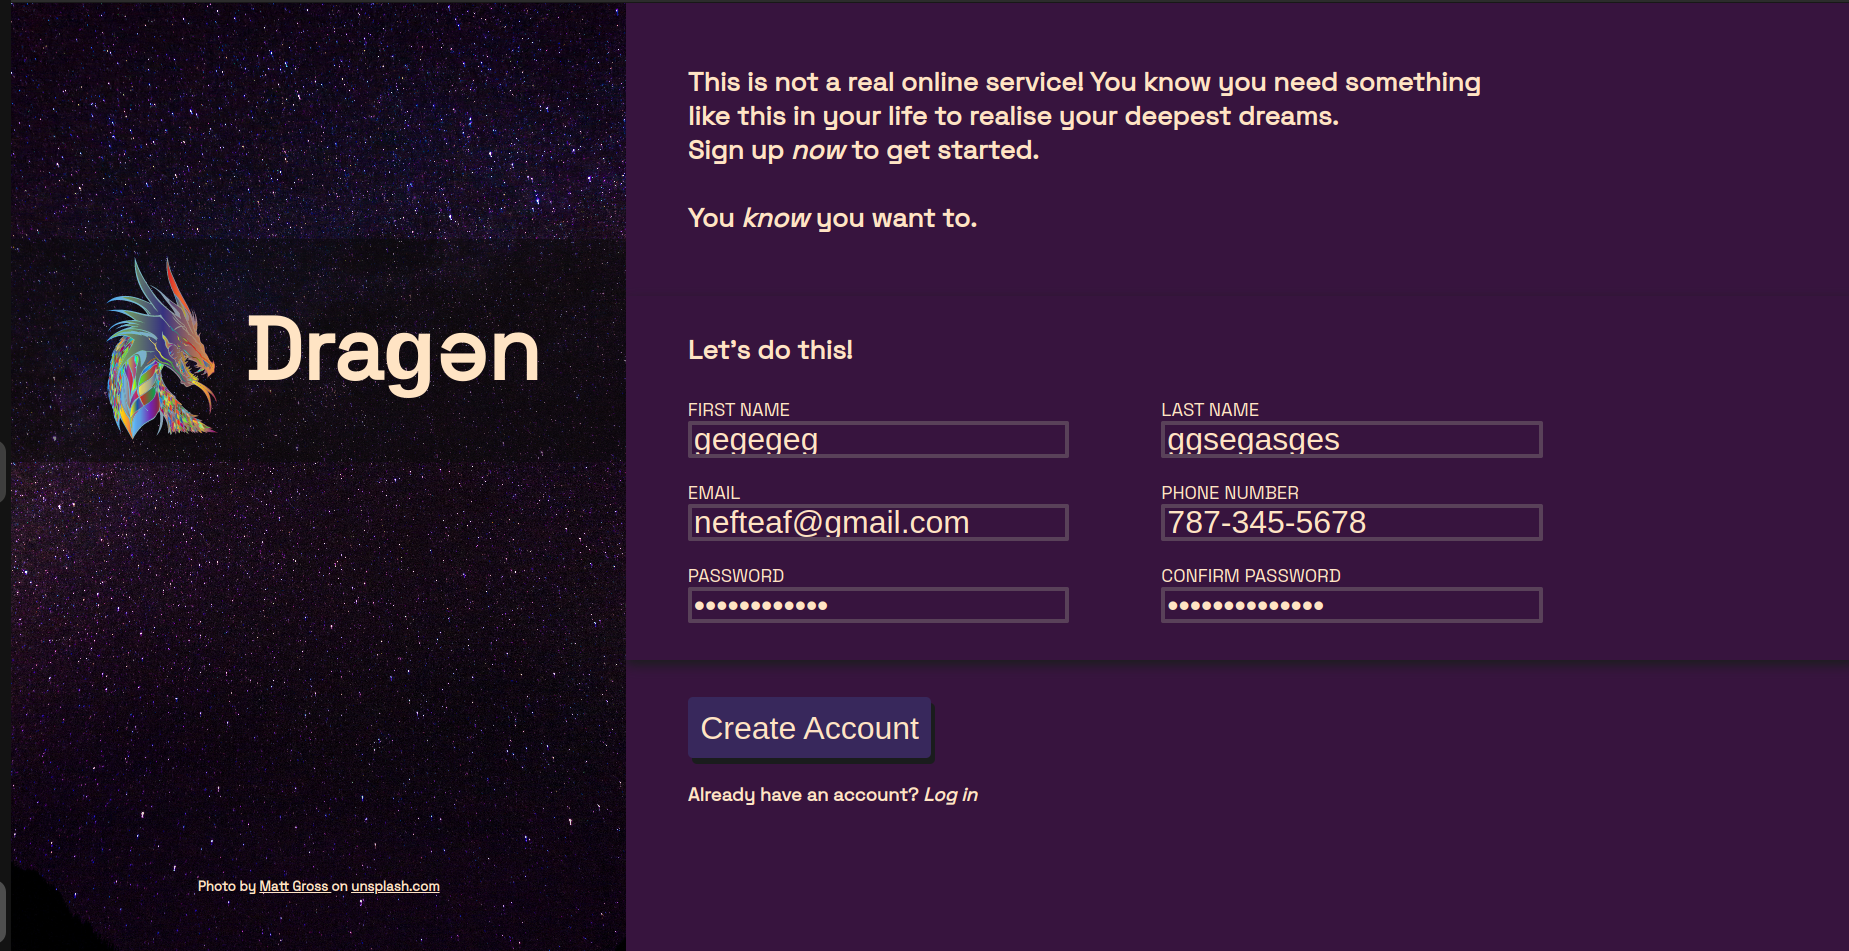 Dragən
Photo by Matt Gross on unsplash.com
This is not a real online service! You know you need something
like this in your life to realise your deepest dreams.
Sign up now to get started.
You know you want to.
Let's do this!
FIRST NAME
gegegeg
LAST NAME
ggsegasges
EMAIL
nefteaf@gmail.com
PHONE NUMBER
787-345-5678
PASSWORD
••••••••••••
CONFIRM PASSWORD
••••••••••••••
Create Account
Already have an account? Log in